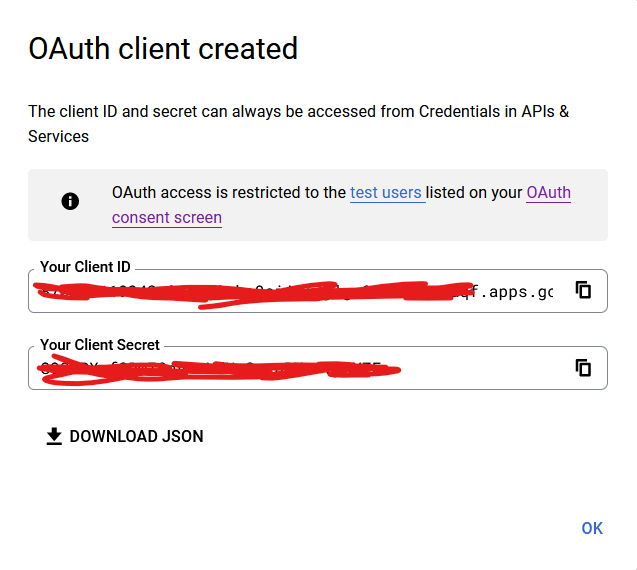 OAuth client created
The client ID and secret can always be accessed from Credentials in APIs &
Services
OAuth access is restricted to the test users listed on your OAuth
consent screen
Your Client ID
qf.apps.gc
Your Client Secret
DOWNLOAD JSON
OK